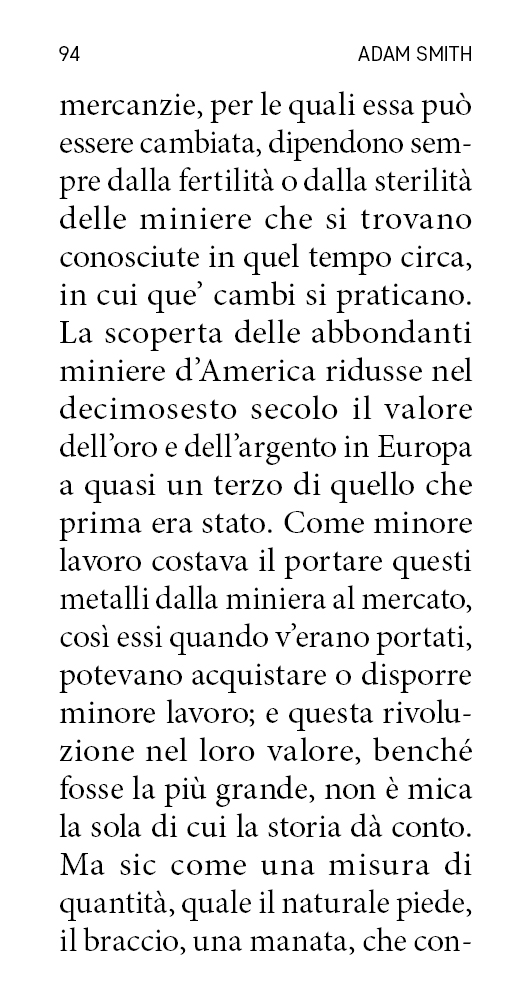 94 ADAM SMITH
mercanzie, per le quali essa può
essere cambiata, dipendono sem-
pre dalla fertilità o dalla sterilità
delle miniere che si trovano
conosciute in quel tempo circa,
in cui que’ cambi si praticano.
La scoperta delle abbondanti
miniere d’America ridusse nel
decimosesto secolo il valore
dell’oro e dell’argento in Europa
a quasi un terzo di quello che
prima era stato. Come minore
lavoro costava il portare questi
metalli dalla miniera al mercato,
così essi quando v’erano portati,
potevano acquistare o disporre
minore lavoro; e questa rivolu-
zione nel loro valore, benché
fosse la più grande, non è mica
la sola di cui la storia dà conto.
Ma sic come una misura di
quantità, quale il naturale piede,
il braccio, una manata, che con-